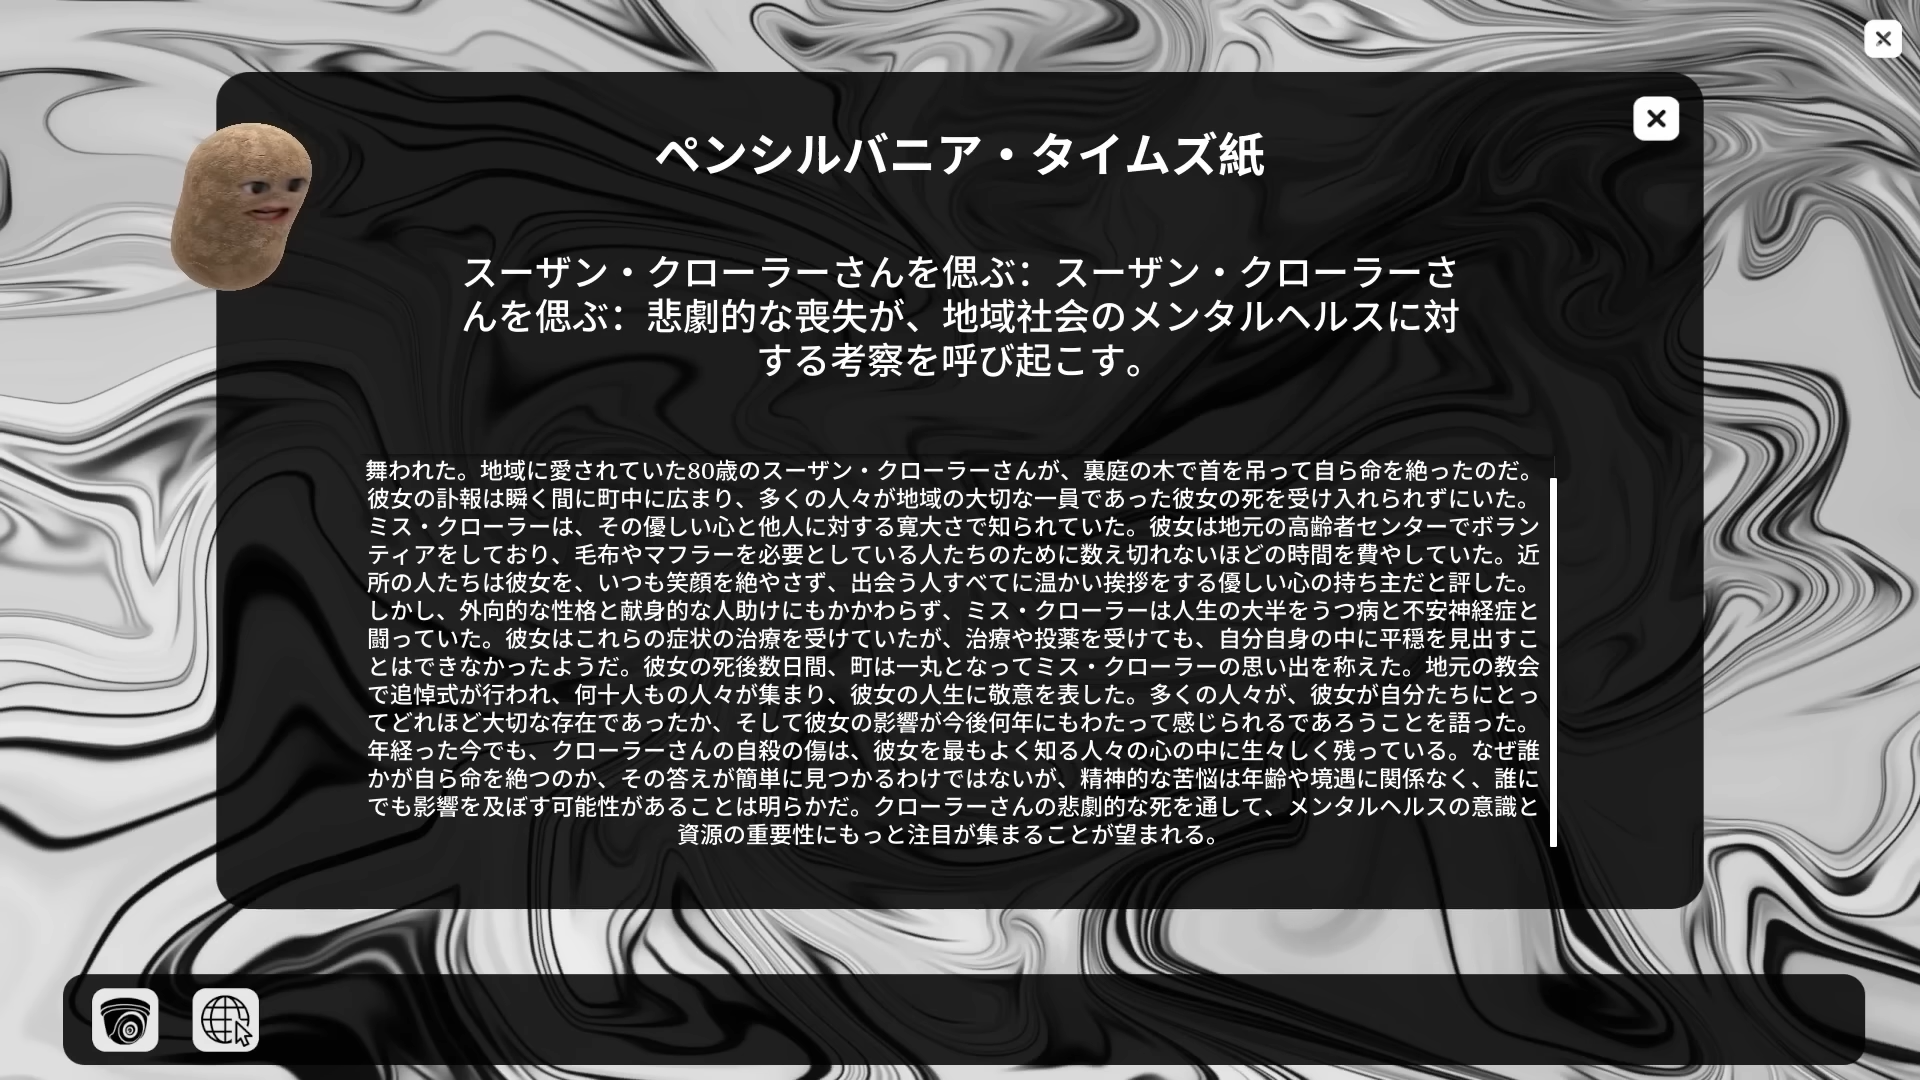 ペンシルバニア・タイムズ紙
スーザン・クローラーさんを偲ぶ：スーザン・クローラーさ
んを偲ぶ：悲劇的な喪失が、地域社会のメンタルヘルスに対
する考察を呼び起こす。
舞われた。地域に愛されていた80歳のスーザン・クローラーさんが、裏庭の木で首を吊って自ら命を絶ったのだ。
彼女の訃報は瞬く間に町中に広まり、多くの人々が地域の大切な一員であった彼女の死を受け入れられずにいた。
ミス・クローラーは、その優しい心と他人に対する寛大さで知られていた。彼女は地元の高齢者センターでボラン
ティアをしており、毛布やマフラーを必要としている人たちのために数え切れないほどの時間を費やしていた。近
所の人たちは彼女を、いつも笑顔を絶やさず、出会う人すべてに温かい挨拶をする優しい心の持ち主だと評した。
しかし、外向的な性格と献身的な人助けにもかかわらず、ミス・クローラーは人生の大半をうつ病と不安神経症と
闘っていた。彼女はこれらの症状の治療を受けていたが、治療や投薬を受けても、自分自身の中に平穏を見出すこ
とはできなかったようだ。彼女の死後数日間、町は一丸となってミス・クローラーの思い出を称えた。地元の教会
で追悼式が行われ、何十人もの人々が集まり、彼女の人生に敬意を表した。多くの人々が、彼女が自分たちにとっ
てどれほど大切な存在であったか、そして彼女の影響が今後何年にもわたって感じられるであろうことを語った。
年経った今でも、クローラーさんの自殺の傷は、彼女を最もよく知る人々の心の中に生々しく残っている。なぜ誰
かが自ら命を絶つのか、その答えが簡単に見つかるわけではないが、精神的な苦悩は年齢や境遇に関係なく、誰に
でも影響を及ぼす可能性があることは明らかだ。クローラーさんの悲劇的な死を通して、メンタルヘルスの意識と
資源の重要性にもっと注目が集まることが望まれる。